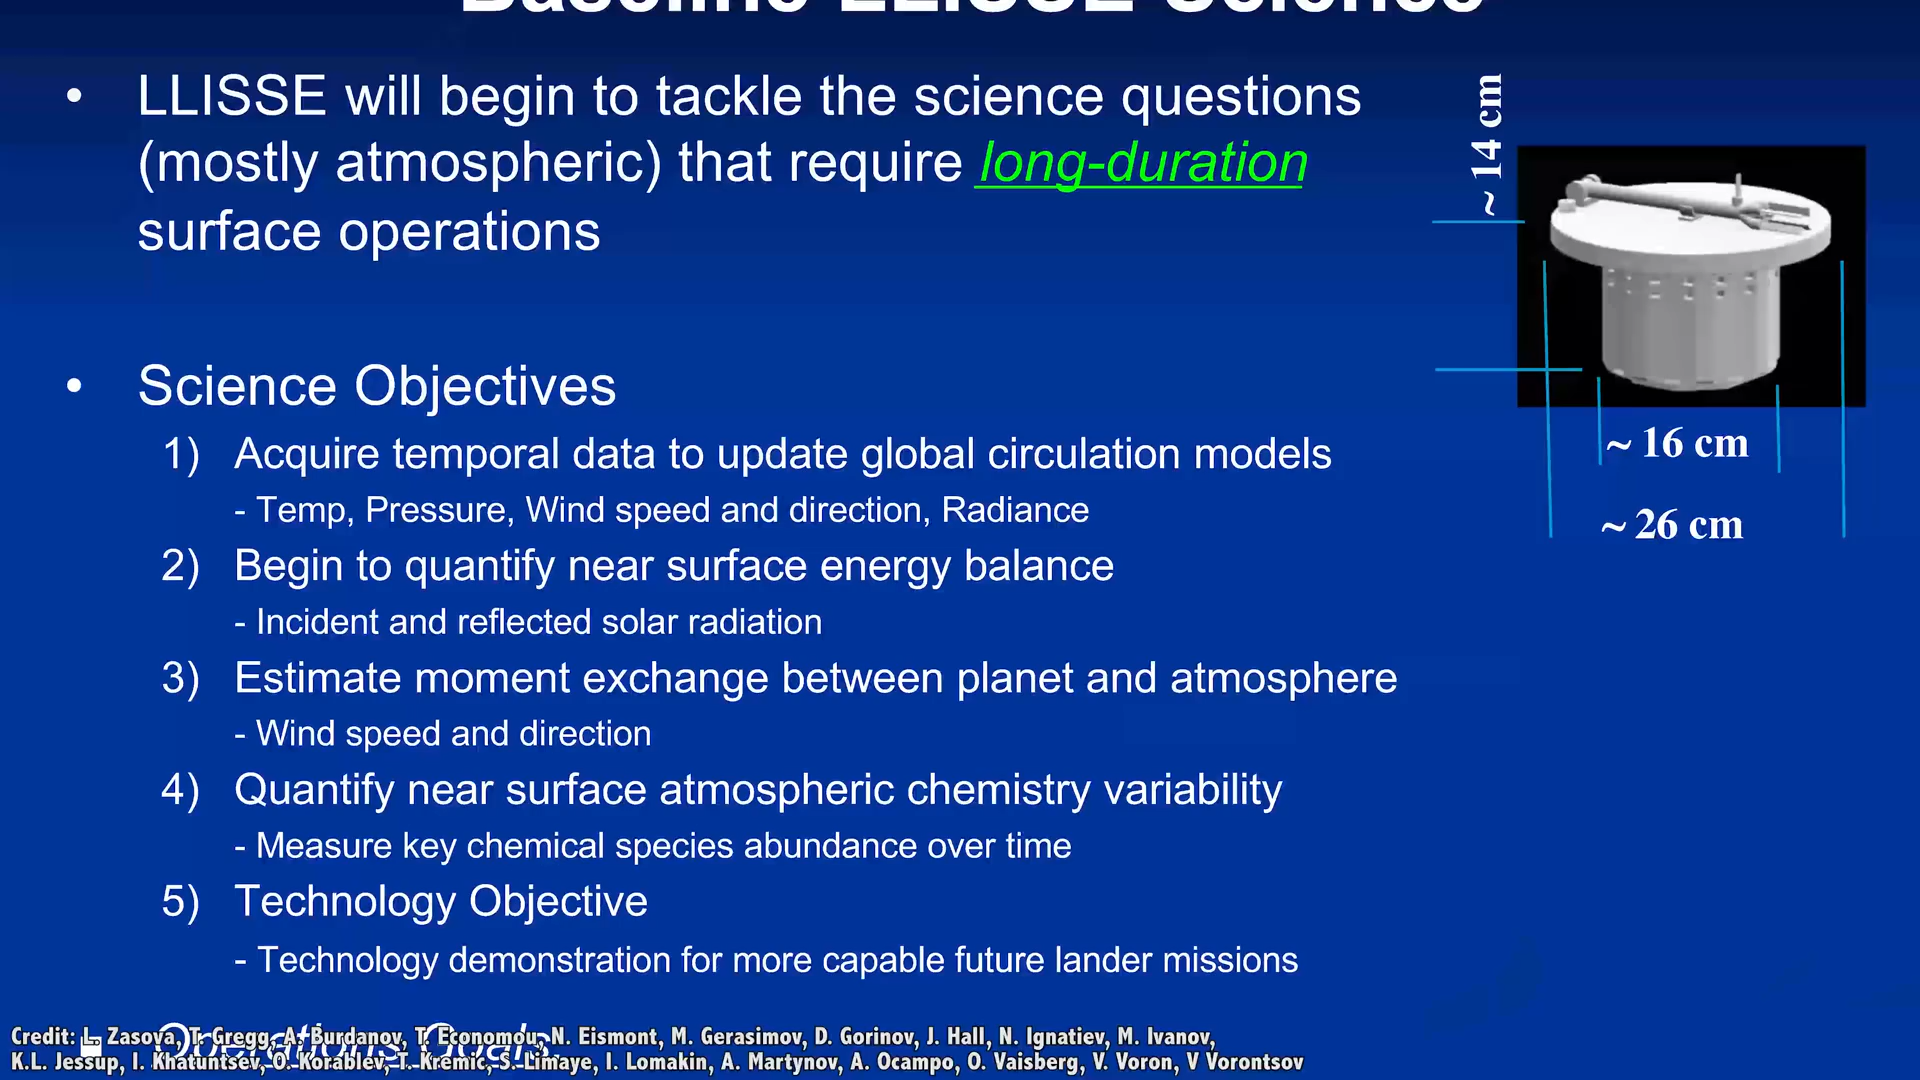 Baseline LLISSE Science
• LLISSE will begin to tackle the science questions
(mostly atmospheric) that require long-duration
surface operations
~ 14 cm
~ 16 cm
~ 26 cm
• Science Objectives
1) Acquire temporal data to update global circulation models
- Temp, Pressure, Wind speed and direction, Radiance
2) Begin to quantify near surface energy balance
- Incident and reflected solar radiation
3) Estimate moment exchange between planet and atmosphere
- Wind speed and direction
4) Quantify near surface atmospheric chemistry variability
- Measure key chemical species abundance over time
5) Technology Objective
- Technology demonstration for more capable future lander missions
Operations Goals
Credit: L. Zasova, T. Gregg, A. Burdanov, T. Economou, N. Eismont, M. Gerasimov, D. Gorinov, J. Hall, N. Ignatiev, M. Ivanov,
K.L. Jessup, I. Khatuntsev, O. Korablev, T. Kremic, S. Limaye, I. Lomakin, A. Martynov, A. Ocampo, O. Vaisberg, V. Voron, V Vorontsov